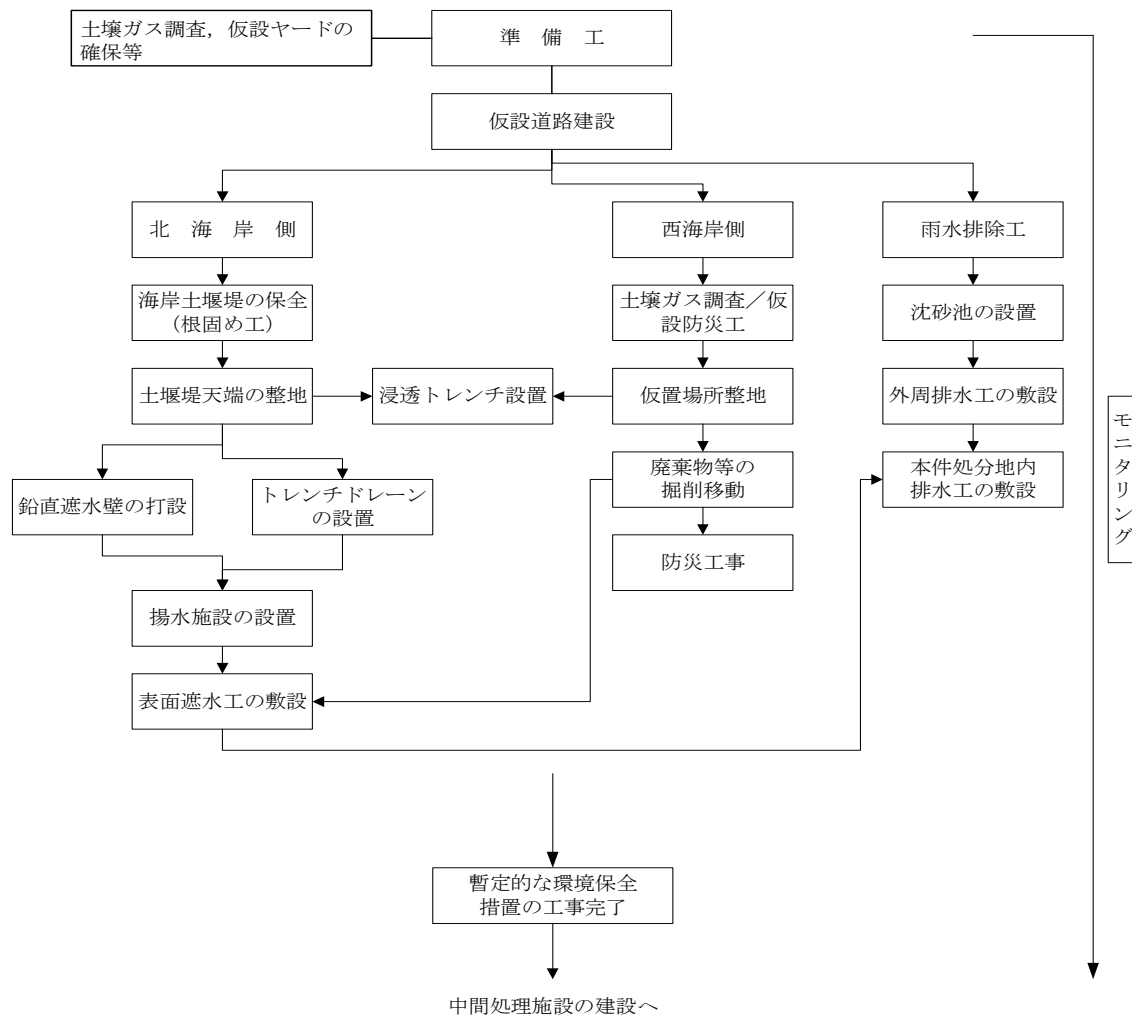 土壌ガス調査，仮設ヤードの
確保等
準　備　工
仮設道路建設
北　海　岸　側
西海岸側
雨水排除工
海岸土堰堤の保全
（根固め工）
土壌ガス調査／仮
設防災工
沈砂池の設置
土堰堤天端の整地
浸透トレンチ設置
仮置場所整地
外周排水工の敷設
鉛直遮水壁の打設
トレンチドレーン
の設置
廃棄物等の
掘削移動
本件処分地内
排水工の敷設
防災工事
揚水施設の設置
表面遮水工の敷設
モニタリング
暫定的な環境保全
措置の工事完了
中間処理施設の建設へ